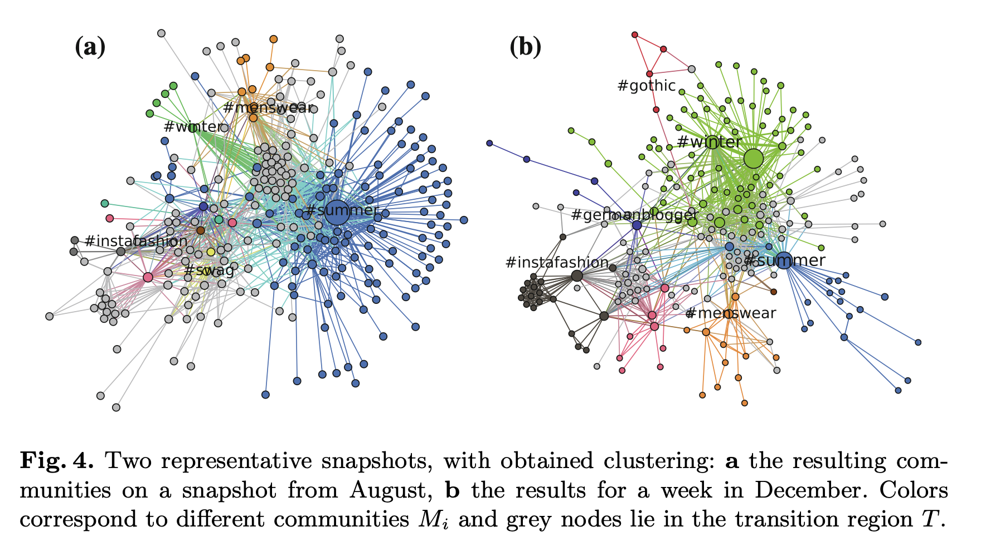 (a)
#menswear
#winter
#summer
#instafashion
#swag
(b)
#gothic
#winter
#germanblogger
#instafashion
#summer
#menswear
Fig. 4. Two representative snapshots, with obtained clustering: a the resulting com-
munities on a snapshot from August, b the results for a week in December. Colors
correspond to different communities Mᵢ and grey nodes lie in the transition region T.